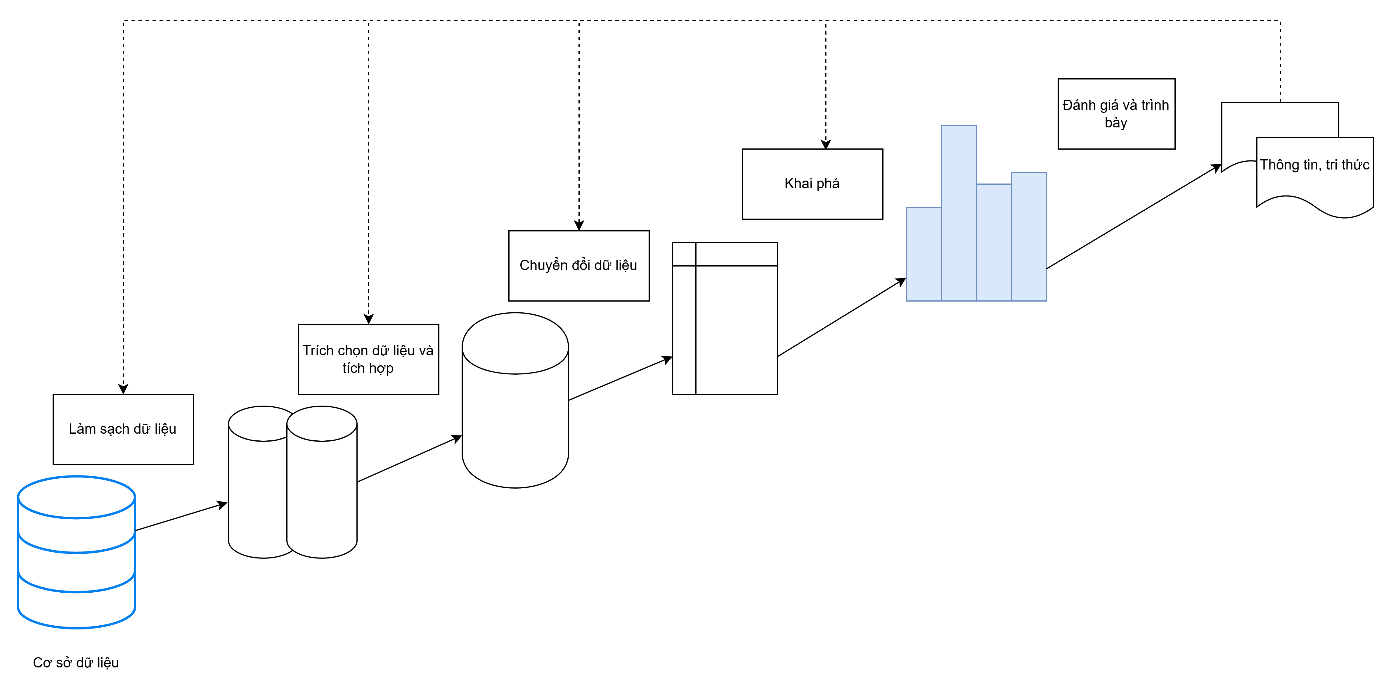 Đánh giá và trình
bày
Thông tin, tri thức
Khai phá
Chuyển đổi dữ liệu
Trích chọn dữ liệu và
tích hợp
Làm sạch dữ liệu
Cơ sở dữ liệu